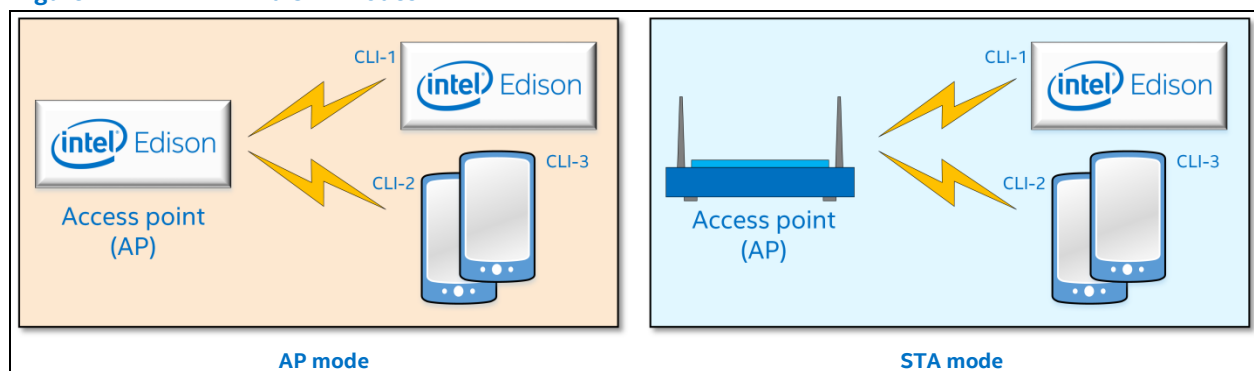 CLI-1
intel® Edison
intel® Edison
CLI-3
CLI-2
Access point
(AP)
AP mode
CLI-1
intel® Edison
CLI-3
CLI-2
Access point
(AP)
STA mode